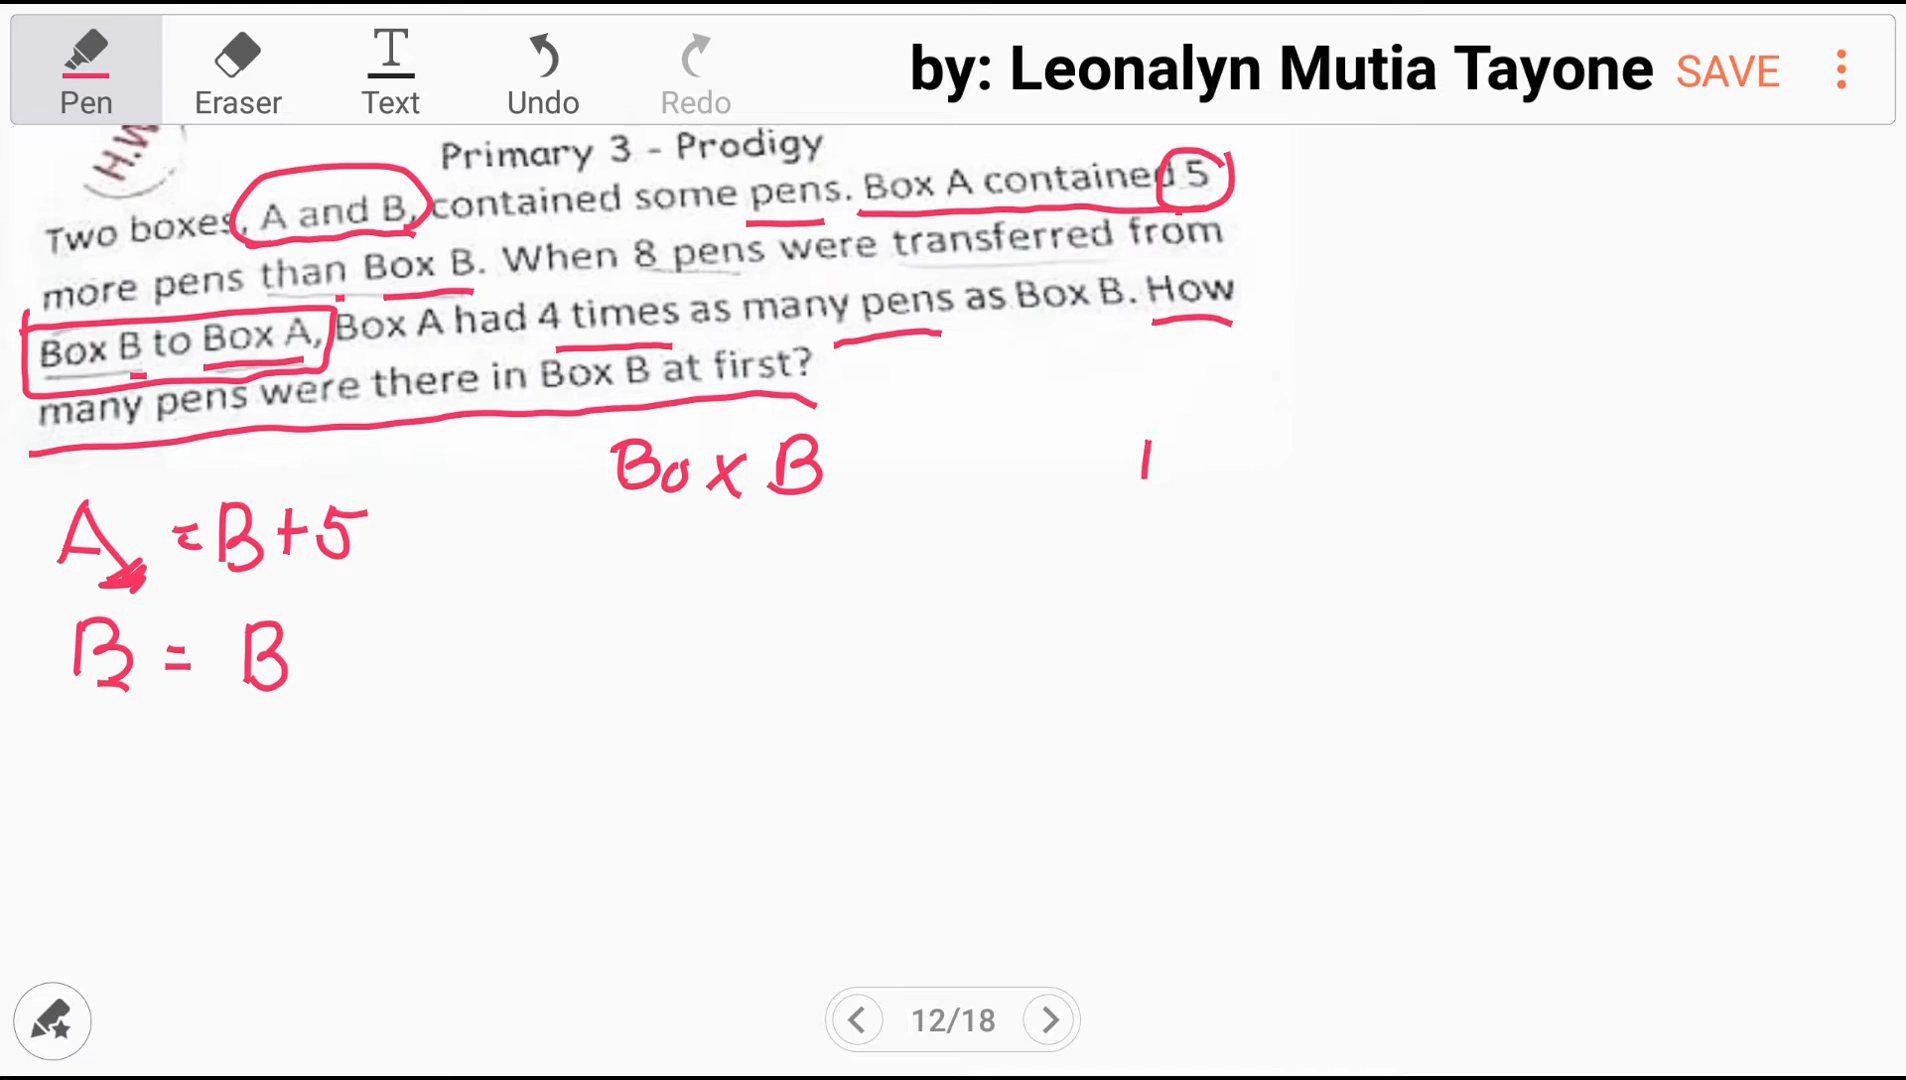 Pen
Eraser
Text
Undo
Redo
by: Leonalyn Mutia Tayone
SAVE
H.W
Primary 3 - Prodigy
Two boxes, A and B, contained some pens. Box A contained 5
more pens than Box B. When 8 pens were transferred from
Box B to Box A, Box A had 4 times as many pens as Box B. How
many pens were there in Box B at first?
Box B
A = B+5
B = B
12/18